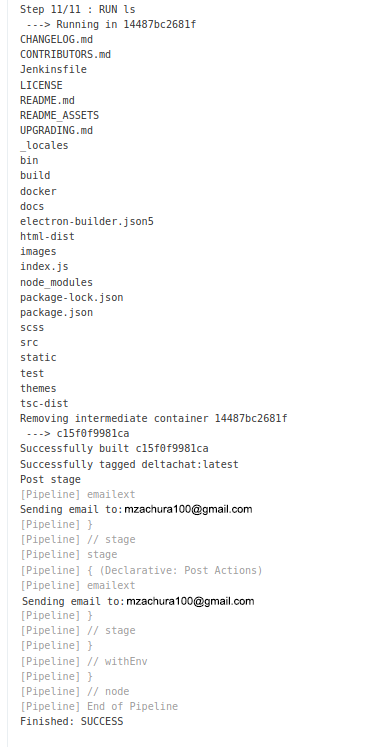 Step 11/11 : RUN ls
---> Running in 14487bc2681f
CHANGELOG.md
CONTRIBUTORS.md
Jenkinsfile
LICENSE
README.md
README_ASSETS
UPGRADING.md
_locales
bin
build
docker
docs
electron-builder.json5
html-dist
images
index.js
node_modules
package-lock.json
package.json
scss
src
static
test
themes
tsc-dist
Removing intermediate container 14487bc2681f
---> c15f0f9981ca
Successfully built c15f0f9981ca
Successfully tagged deltachat:latest
Post stage
[Pipeline] emailext
Sending email to:mzachura100@gmail.com
[Pipeline] }
[Pipeline] // stage
[Pipeline] stage
[Pipeline] { (Declarative: Post Actions)
[Pipeline] emailext
Sending email to:mzachura100@gmail.com
[Pipeline] }
[Pipeline] // stage
[Pipeline] }
[Pipeline] // withEnv
[Pipeline] }
[Pipeline] // node
[Pipeline] End of Pipeline
Finished: SUCCESS